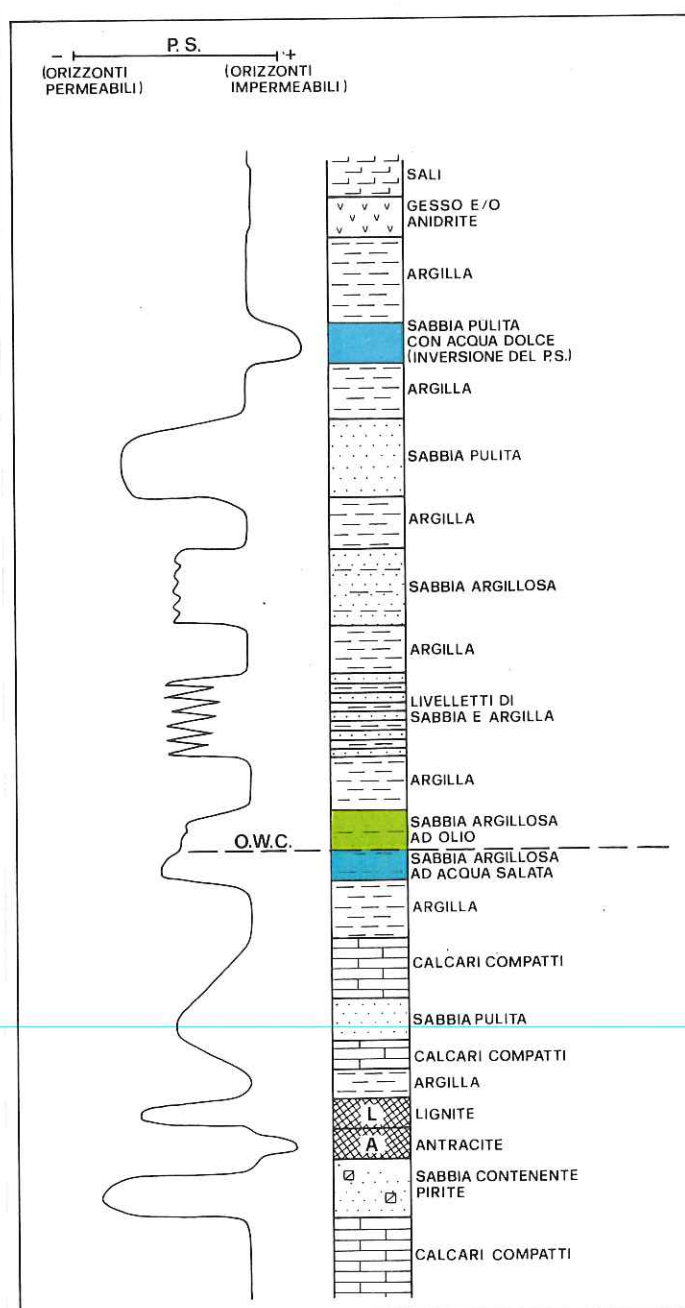 P.S.
- +
(ORIZZONTI
PERMEABILI)
(ORIZZONTI
IMPERMEABILI)
SALI
GESSO E/O
ANIDRITE
ARGILLA
SABBIA PULITA
CON ACQUA DOLCE
(INVERSIONE DEL P.S.)
ARGILLA
SABBIA PULITA
ARGILLA
SABBIA ARGILLOSA
ARGILLA
LIVELLETTI DI
SABBIA E ARGILLA
ARGILLA
SABBIA ARGILLOSA
AD OLIO
O.W.C.
SABBIA ARGILLOSA
AD ACQUA SALATA
ARGILLA
CALCARI COMPATTI
SABBIA PULITA
CALCARI COMPATTI
ARGILLA
L LIGNITE
A ANTRACITE
SABBIA CONTENENTE
PIRITE
CALCARI COMPATTI